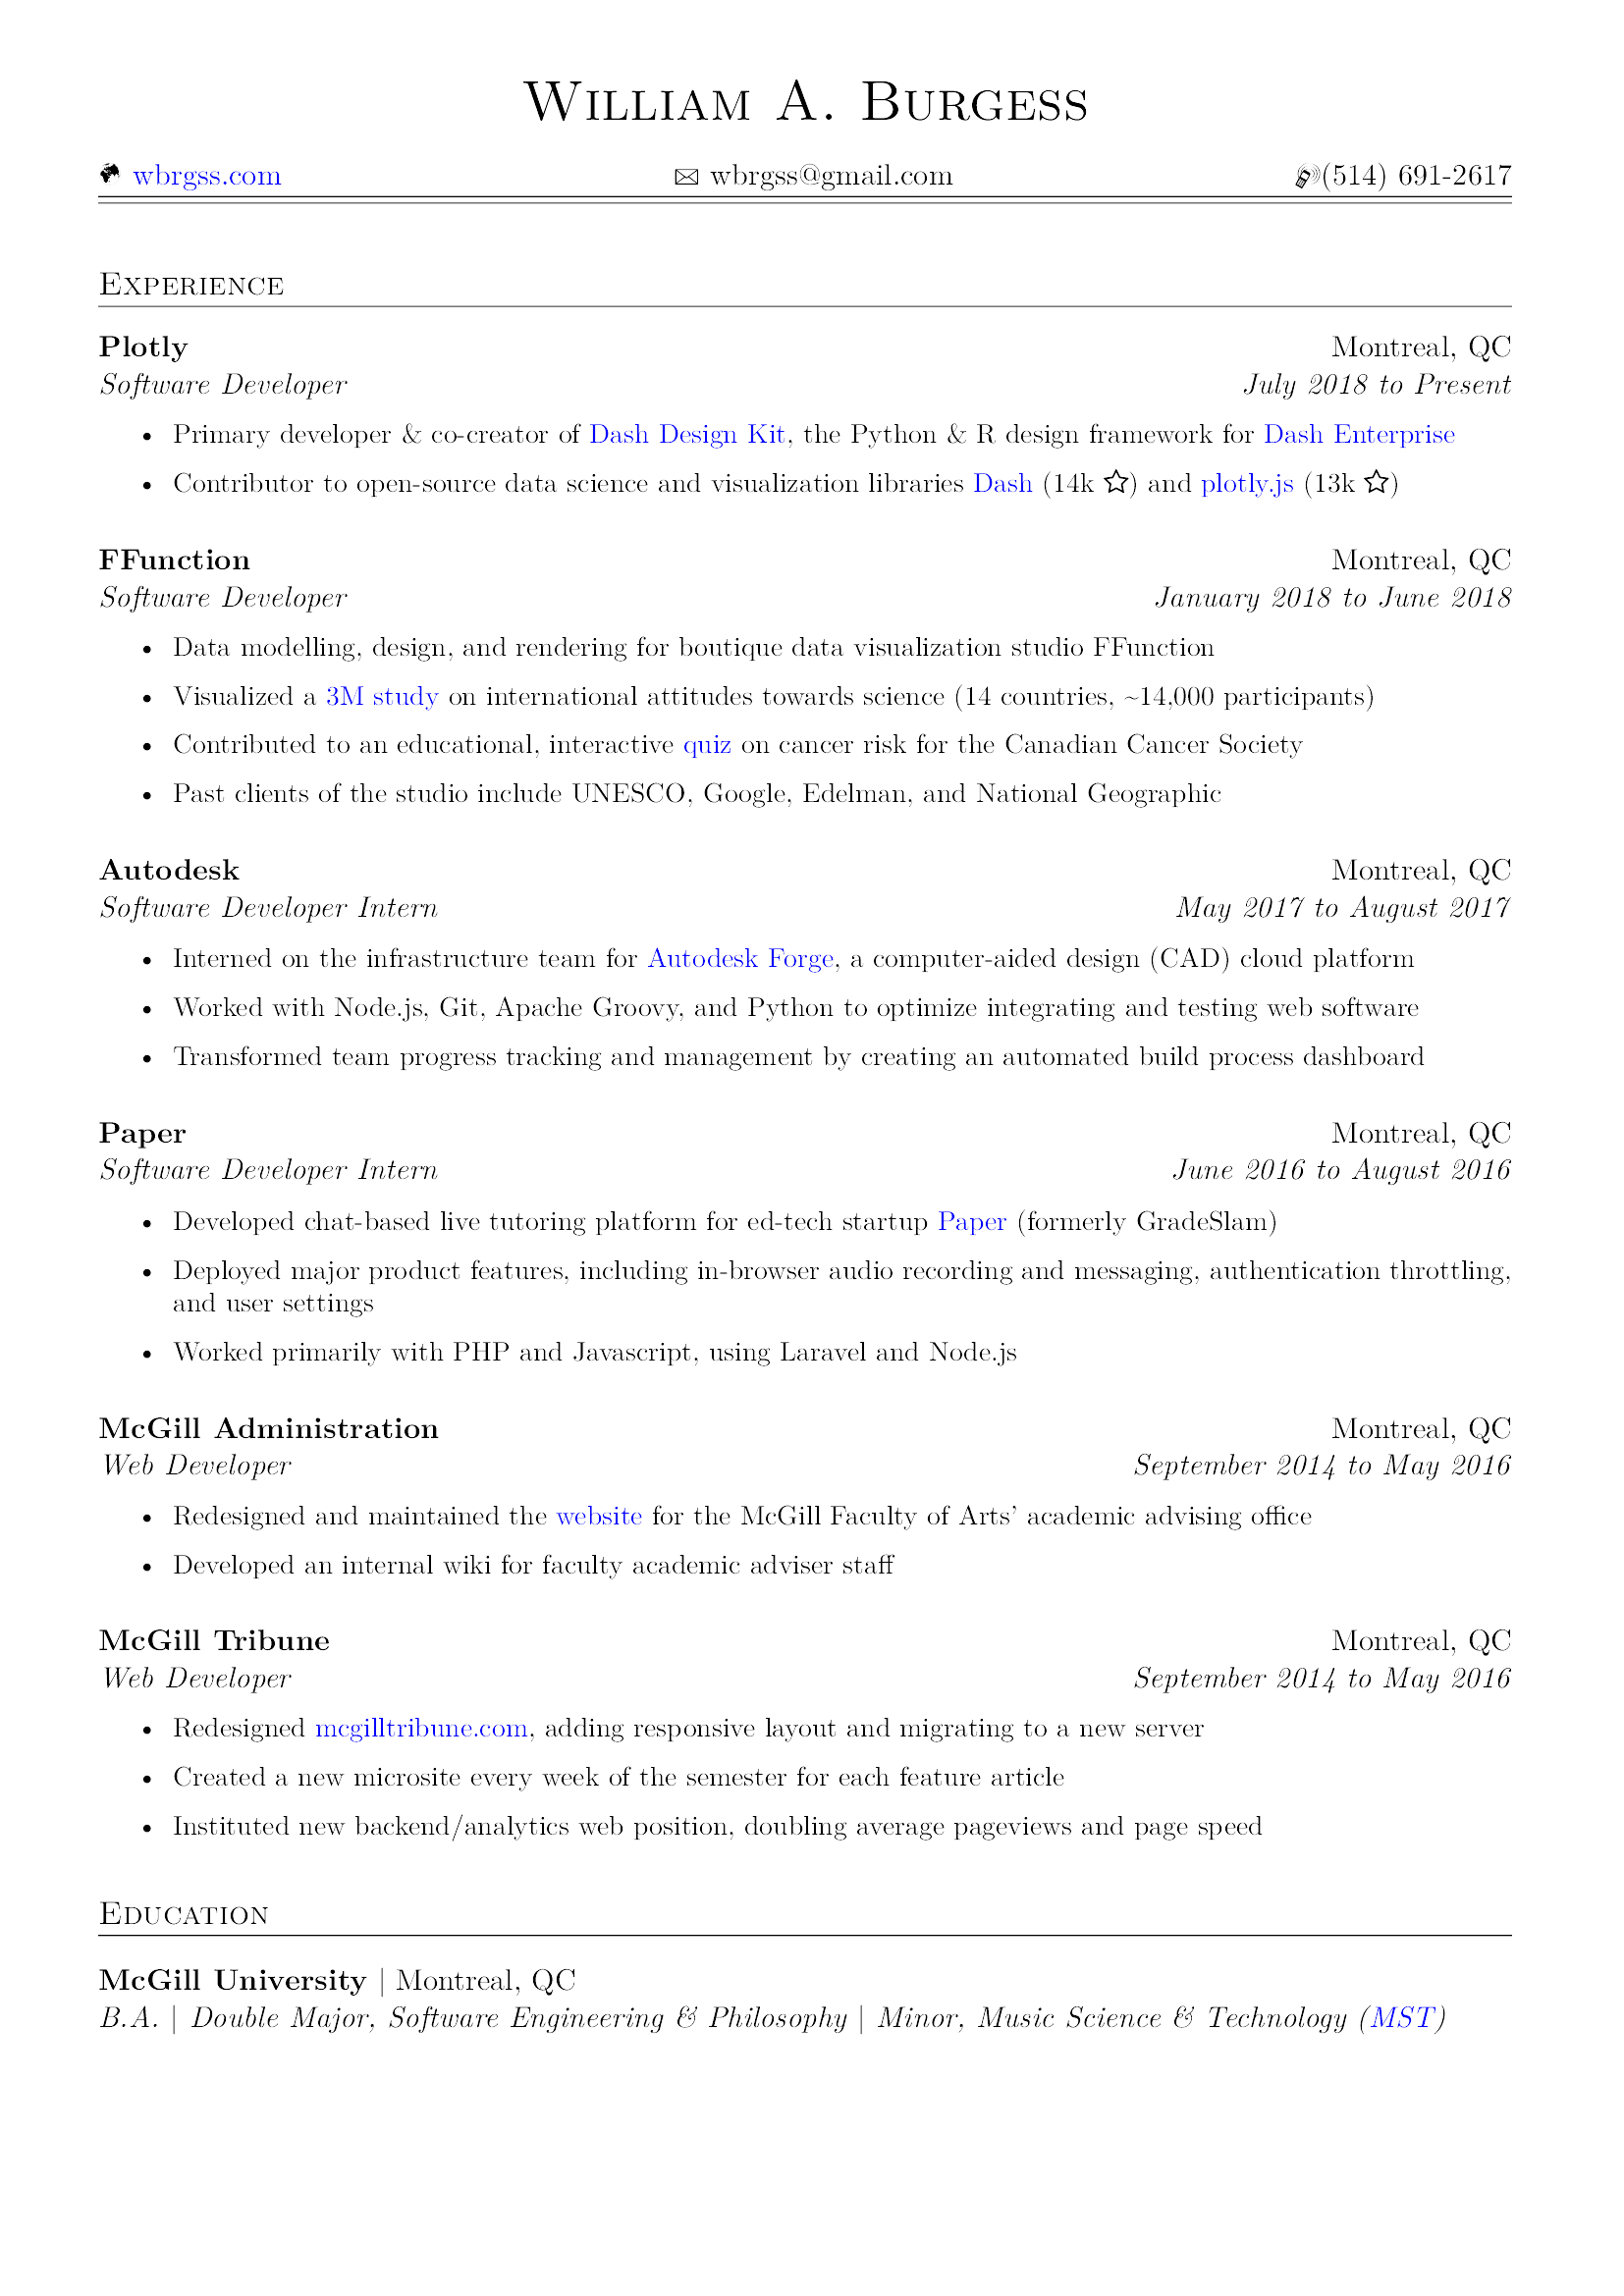 William A. Burgess
wbrgss.com wbrgss@gmail.com (514) 691-2617
Experience
Plotly Montreal, QC
Software Developer July 2018 to Present
• Primary developer & co-creator of Dash Design Kit, the Python & R design framework for Dash Enterprise
• Contributor to open-source data science and visualization libraries Dash (14k ☆) and plotly.js (13k ☆)
FFunction Montreal, QC
Software Developer January 2018 to June 2018
• Data modelling, design, and rendering for boutique data visualization studio FFunction
• Visualized a 3M study on international attitudes towards science (14 countries, ~14,000 participants)
• Contributed to an educational, interactive quiz on cancer risk for the Canadian Cancer Society
• Past clients of the studio include UNESCO, Google, Edelman, and National Geographic
Autodesk Montreal, QC
Software Developer Intern May 2017 to August 2017
• Interned on the infrastructure team for Autodesk Forge, a computer-aided design (CAD) cloud platform
• Worked with Node.js, Git, Apache Groovy, and Python to optimize integrating and testing web software
• Transformed team progress tracking and management by creating an automated build process dashboard
Paper Montreal, QC
Software Developer Intern June 2016 to August 2016
• Developed chat-based live tutoring platform for ed-tech startup Paper (formerly GradeSlam)
• Deployed major product features, including in-browser audio recording and messaging, authentication throttling,
and user settings
• Worked primarily with PHP and Javascript, using Laravel and Node.js
McGill Administration Montreal, QC
Web Developer September 2014 to May 2016
• Redesigned and maintained the website for the McGill Faculty of Arts' academic advising office
• Developed an internal wiki for faculty academic adviser staff
McGill Tribune Montreal, QC
Web Developer September 2014 to May 2016
• Redesigned mcgilltribune.com, adding responsive layout and migrating to a new server
• Created a new microsite every week of the semester for each feature article
• Instituted new backend/analytics web position, doubling average pageviews and page speed
Education
McGill University | Montreal, QC
B.A. | Double Major, Software Engineering & Philosophy | Minor, Music Science & Technology (MST)